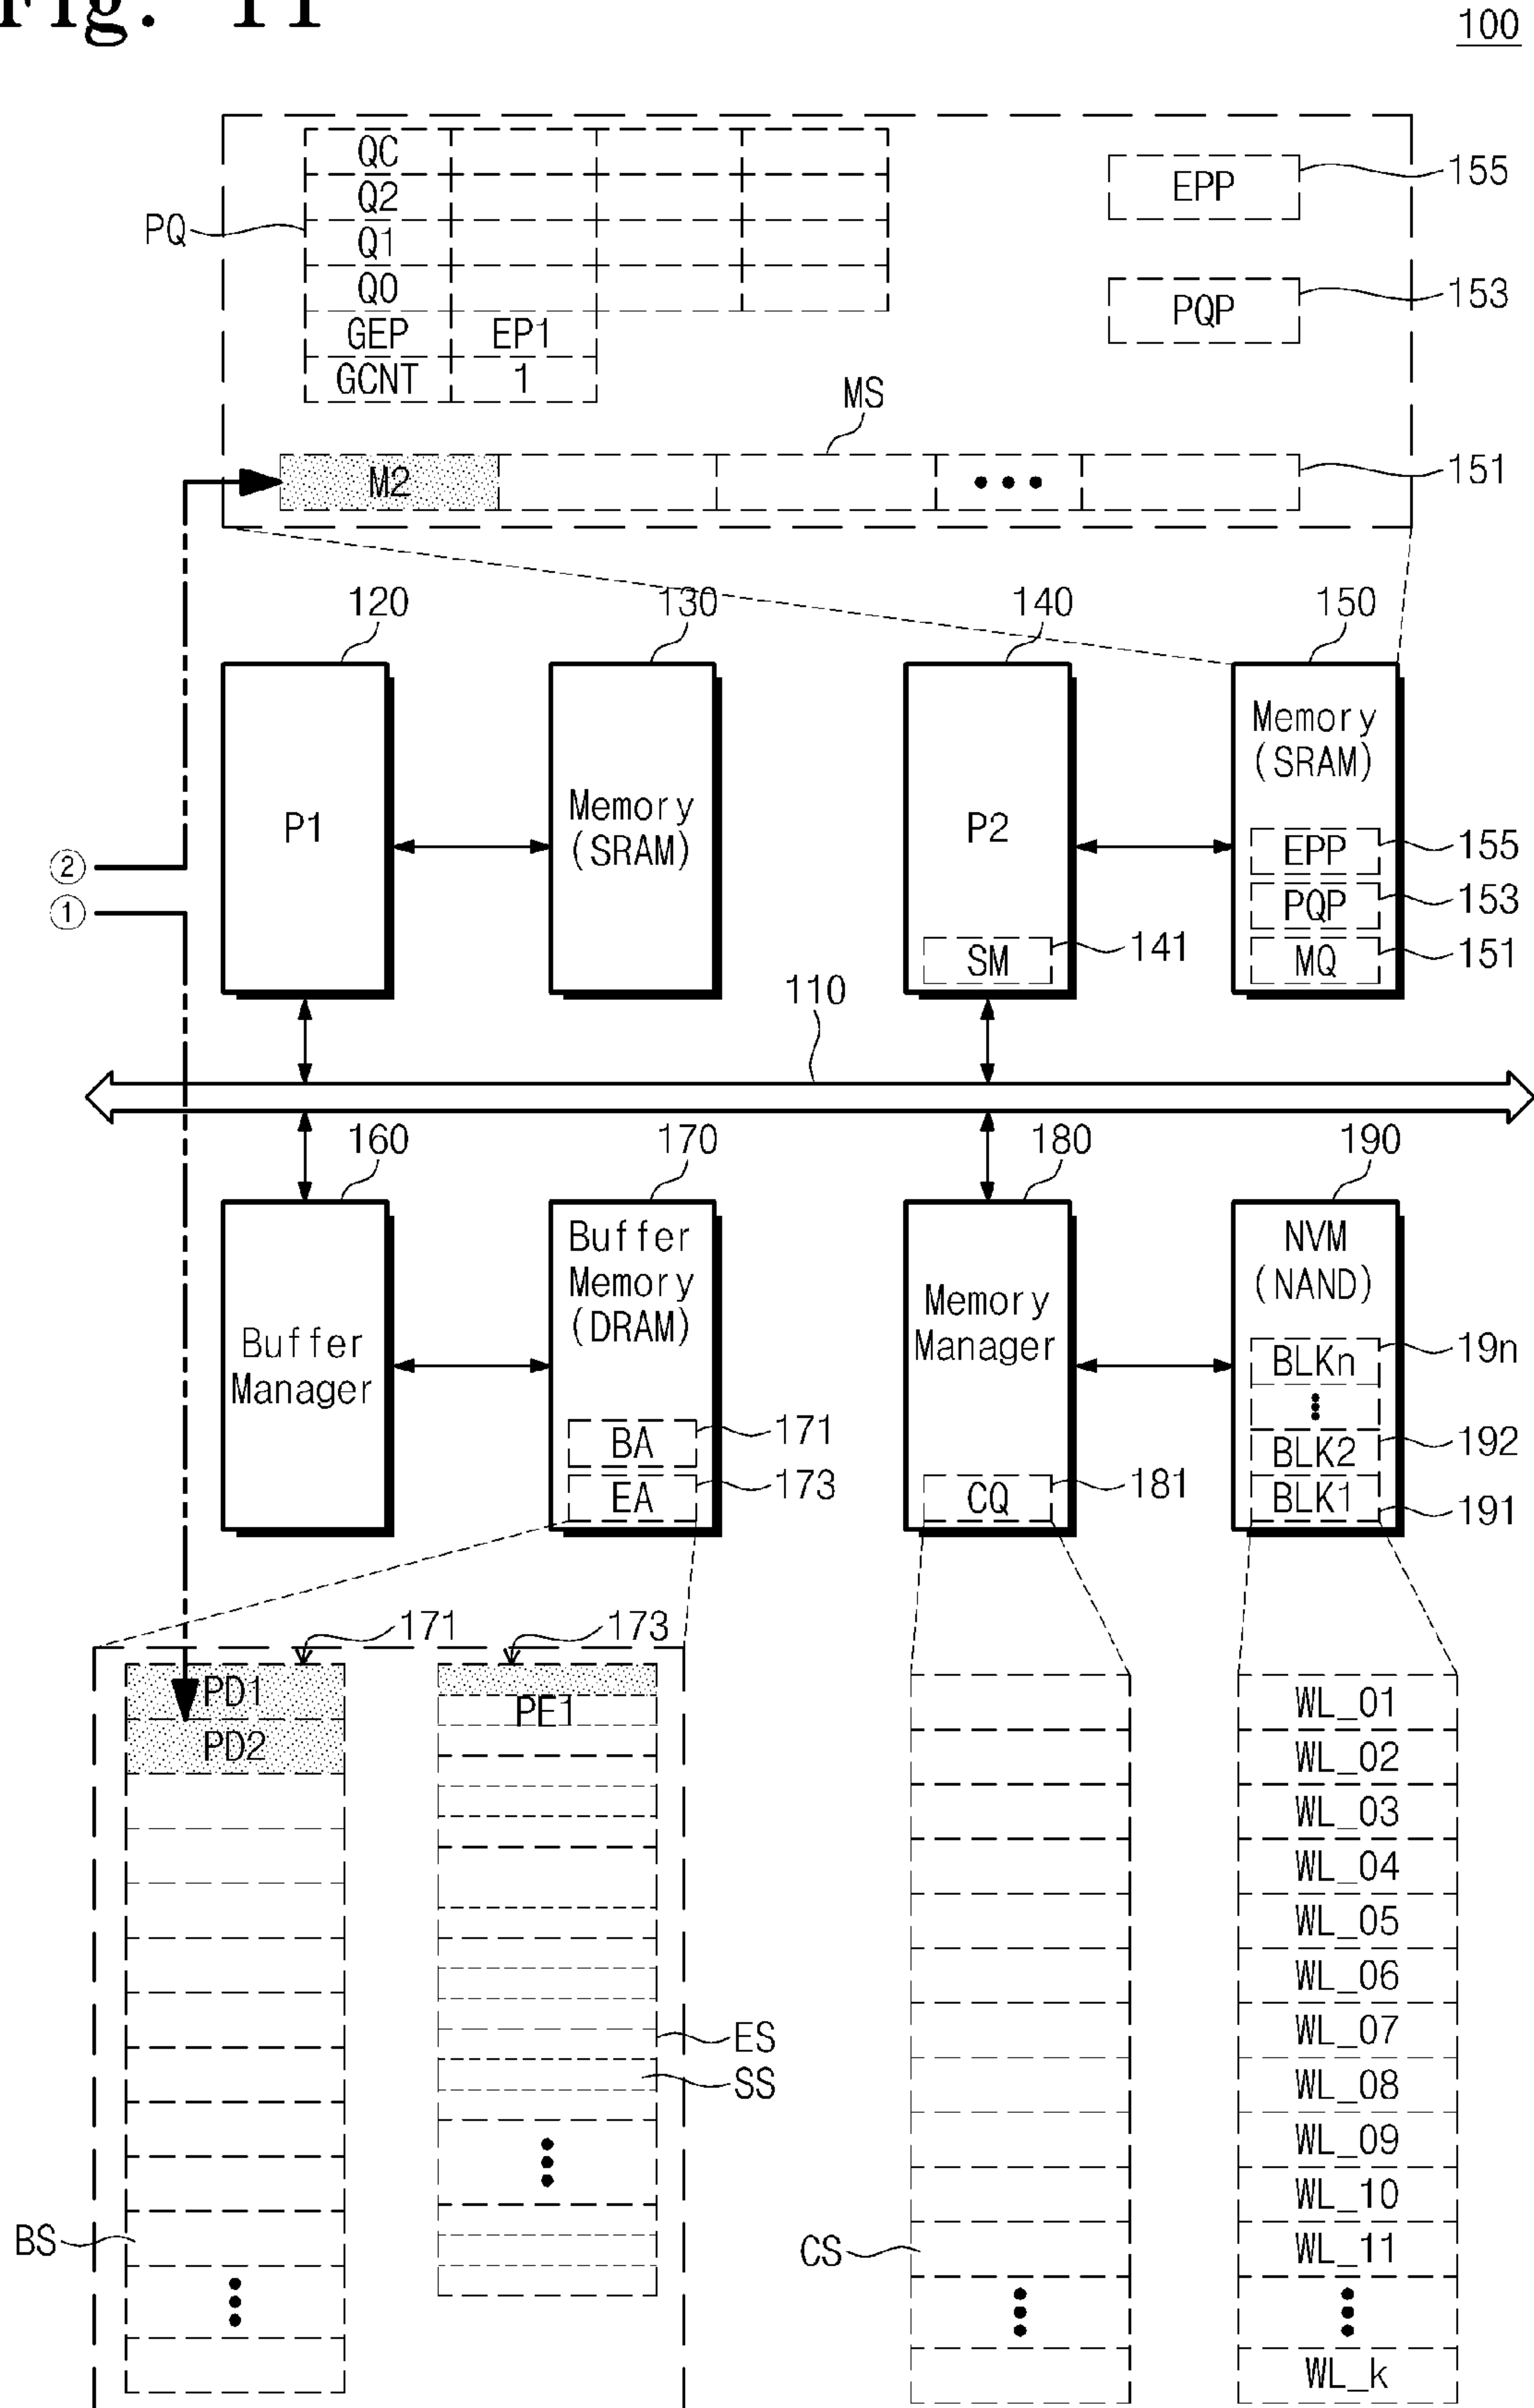 Fig. 11
100
QC
Q2
PQ
Q1
Q0
GEP EP1
GCNT 1
EPP 155
PQP 153
MS
M2 ••• 151
120 130 140 150
P1
Memory
(SRAM)
P2
SM 141
Memory
(SRAM)
EPP 155
PQP 153
MQ 151
②
①
110
160 170 180 190
Buffer
Manager
Buffer
Memory
(DRAM)
BA 171
EA 173
Memory
Manager
CQ 181
NVM
(NAND)
BLKn 19n
BLK2 192
BLK1 191
171 173
PD1
PD2
PE1
ES
SS
BS
CS
WL_01
WL_02
WL_03
WL_04
WL_05
WL_06
WL_07
WL_08
WL_09
WL_10
WL_11
WL_k